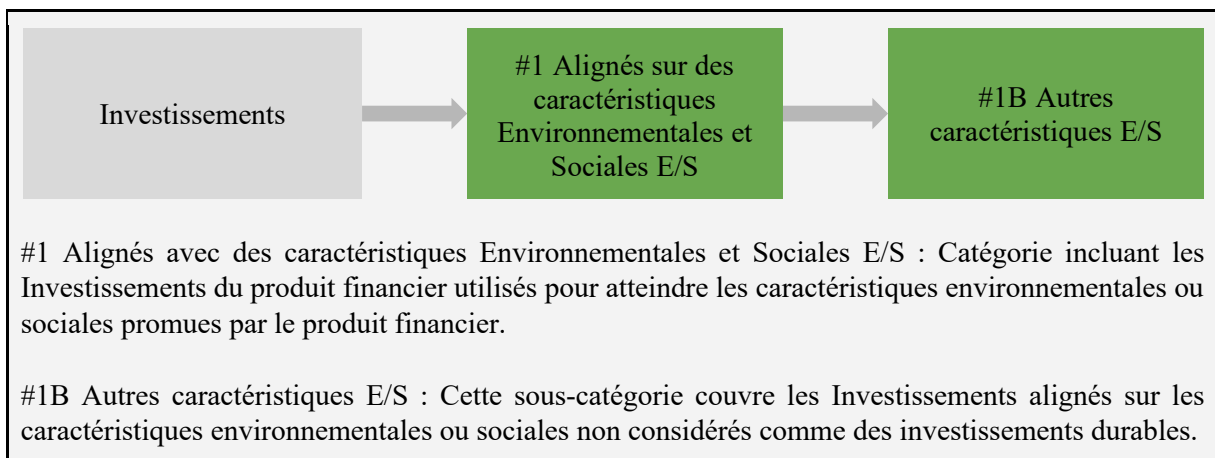 Investissements
#1 Alignés sur des
caractéristiques
Environnementales et
Sociales E/S
#1B Autres
caractéristiques E/S
#1 Alignés avec des caractéristiques Environnementales et Sociales E/S : Catégorie incluant les
Investissements du produit financier utilisés pour atteindre les caractéristiques environnementales ou
sociales promues par le produit financier.
#1B Autres caractéristiques E/S : Cette sous-catégorie couvre les Investissements alignés sur les
caractéristiques environnementales ou sociales non considérés comme des investissements durables.